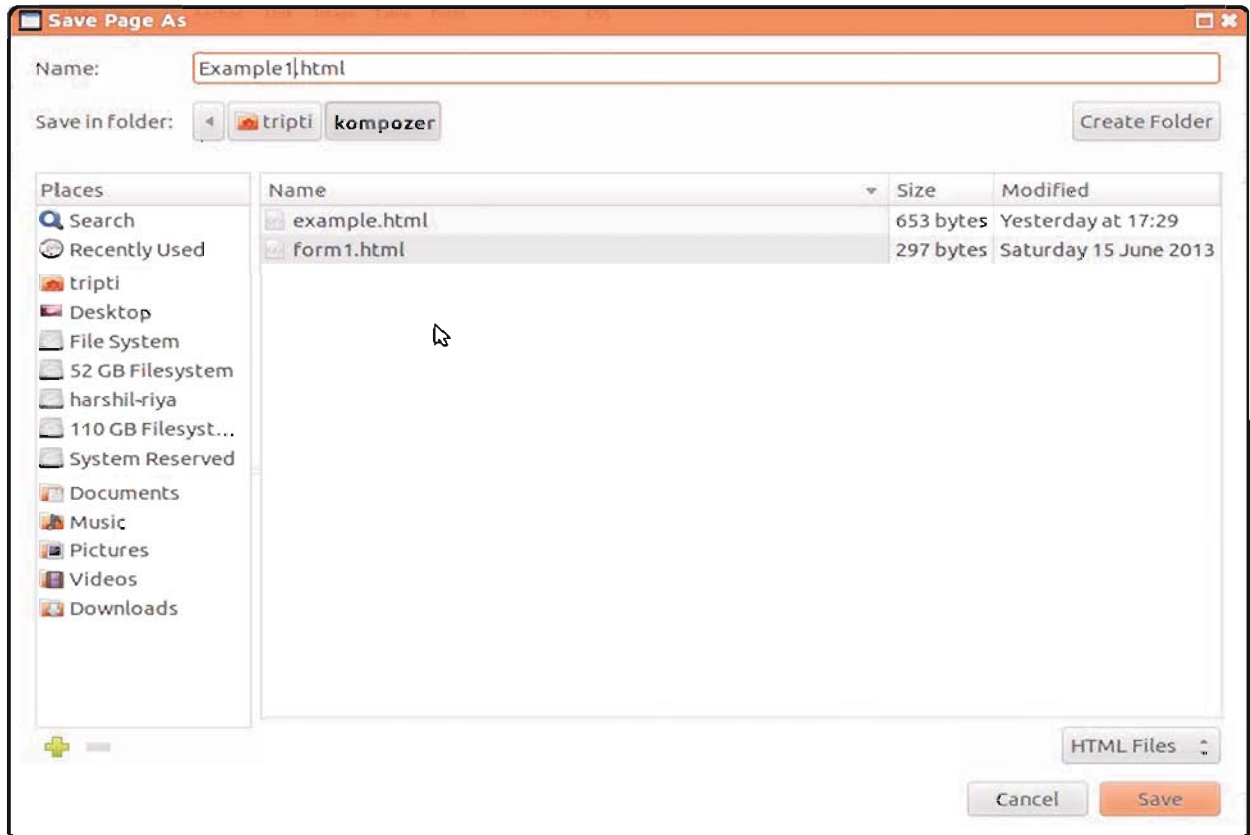 Save Page As
Name: Example1.html
Save in folder: tripti kompozer Create Folder
Places Name Size Modified
Search example.html 653 bytes Yesterday at 17:29
Recently Used form1.html 297 bytes Saturday 15 June 2013
tripti
Desktop
File System
52 GB Filesystem
harshil-riya
110 GB Filesyst...
System Reserved
Documents
Music
Pictures
Videos
Downloads
HTML Files
Cancel Save